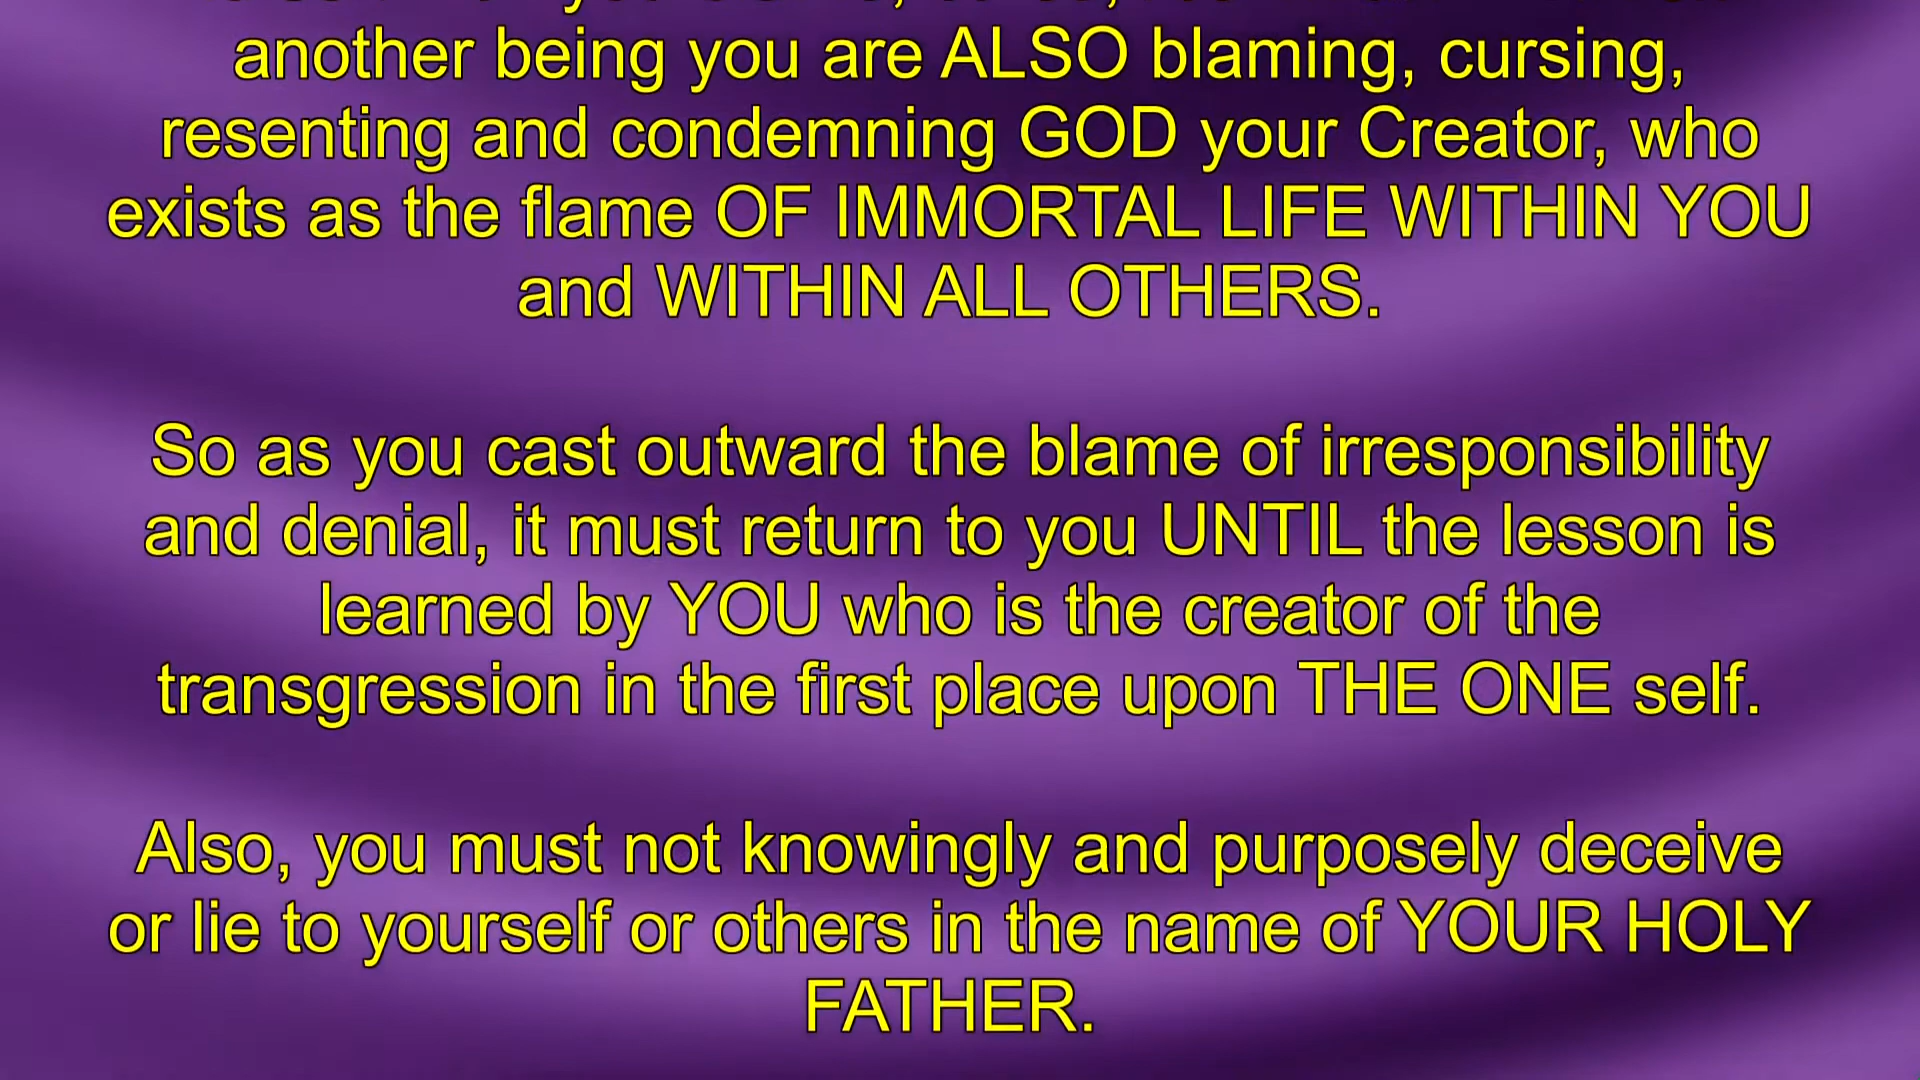 another being you are ALSO blaming, cursing,
resenting and condemning GOD your Creator, who
exists as the flame OF IMMORTAL LIFE WITHIN YOU
and WITHIN ALL OTHERS.
So as you cast outward the blame of irresponsibility
and denial, it must return to you UNTIL the lesson is
learned by YOU who is the creator of the
transgression in the first place upon THE ONE self.
Also, you must not knowingly and purposely deceive
or lie to yourself or others in the name of YOUR HOLY
FATHER.